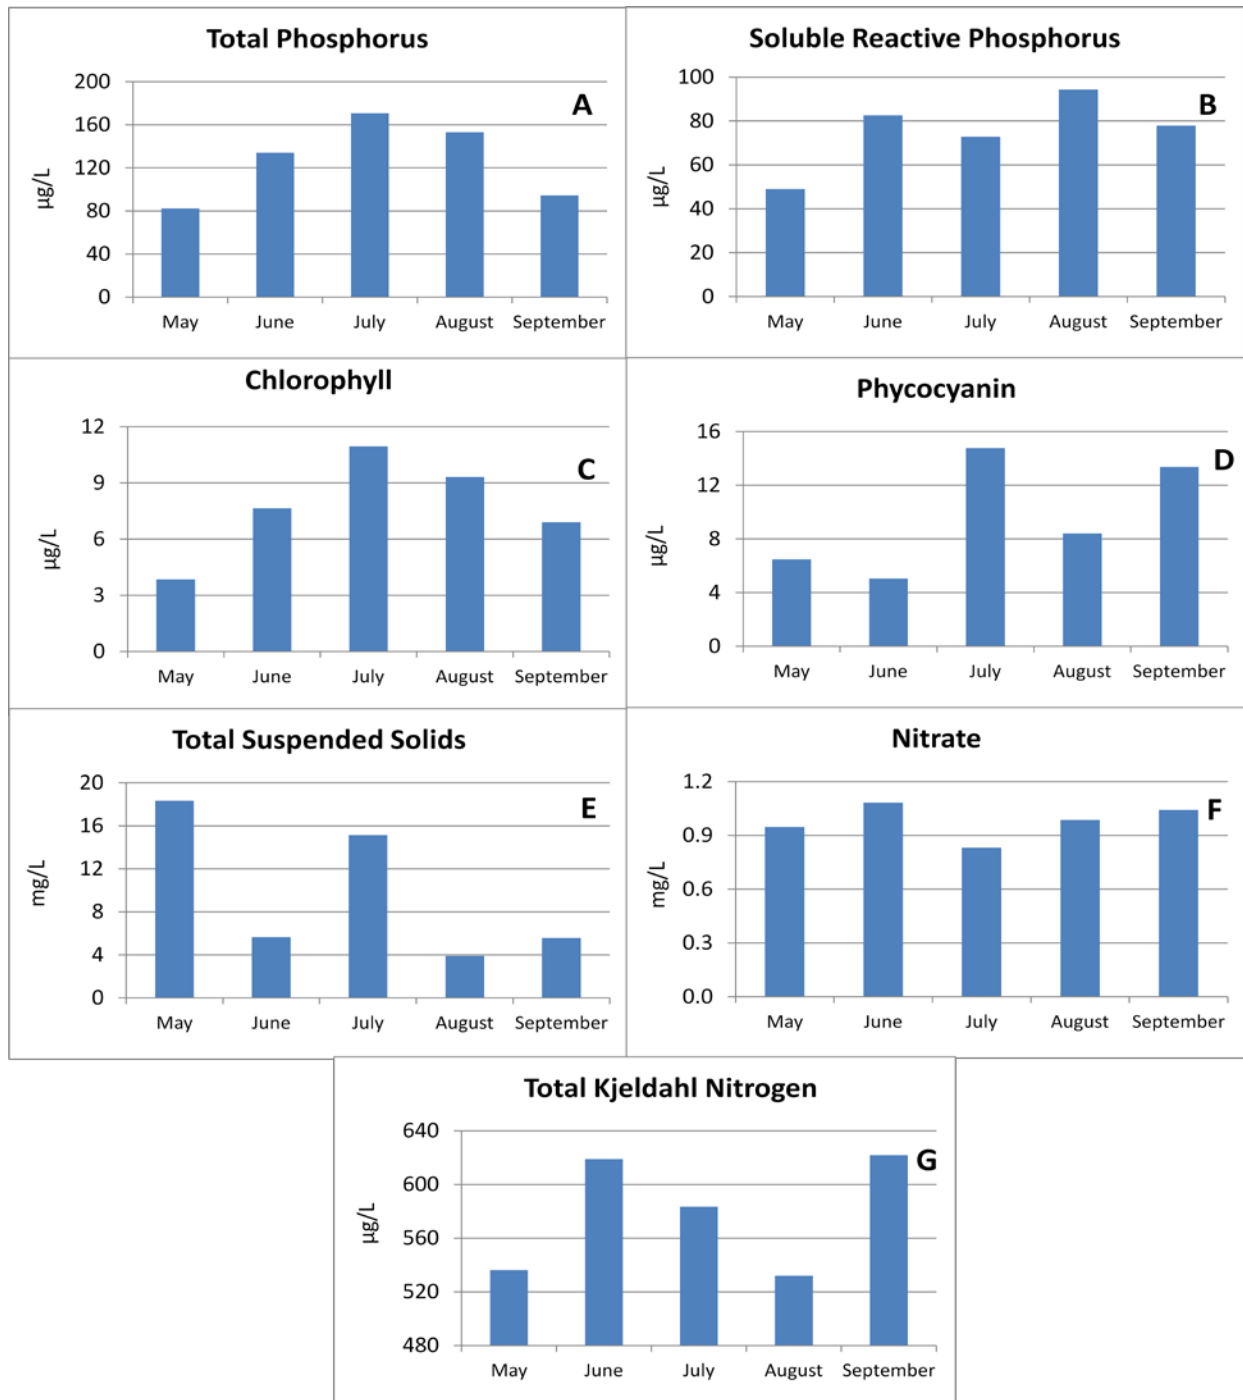 Total Phosphorus
A
µg/L
200
160
120
80
40
0
May June July August September
Soluble Reactive Phosphorus
B
µg/L
100
80
60
40
20
0
May June July August September
Chlorophyll
C
µg/L
12
9
6
3
0
May June July August September
Phycocyanin
D
µg/L
16
12
8
4
0
May June July August September
Total Suspended Solids
E
mg/L
20
16
12
8
4
0
May June July August September
Nitrate
F
mg/L
1.2
0.9
0.6
0.3
0.0
May June July August September
Total Kjeldahl Nitrogen
G
µg/L
640
600
560
520
480
May June July August September